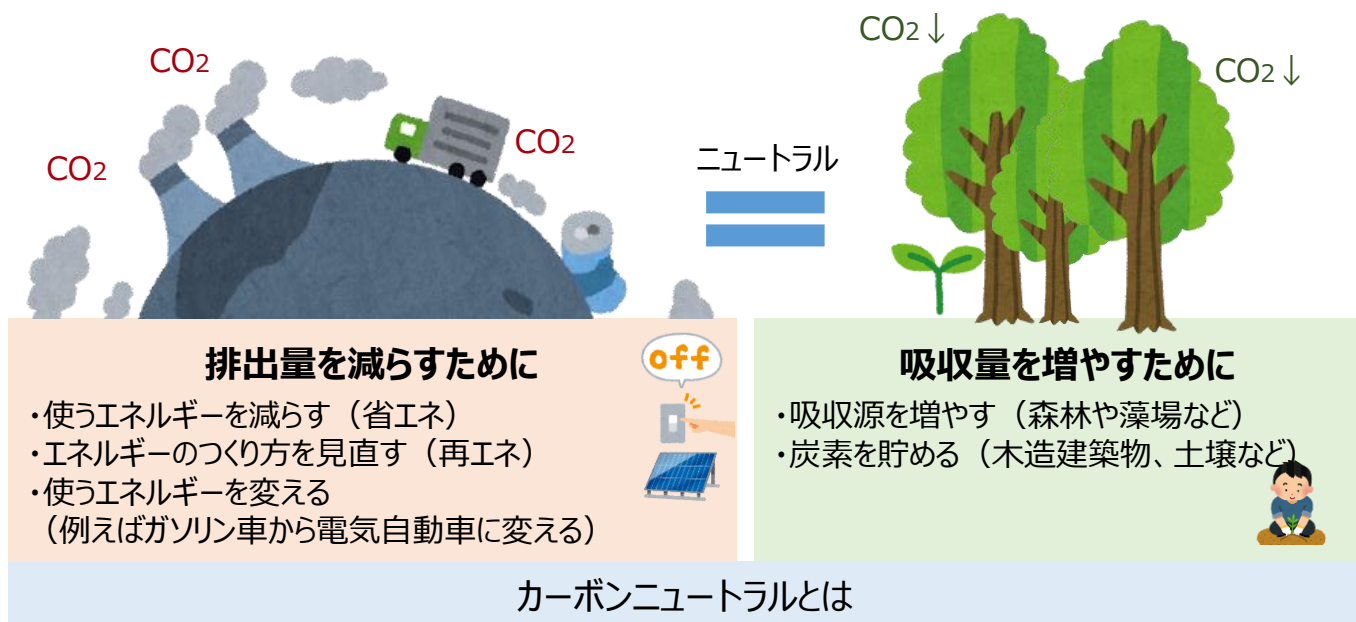 CO2
CO2
CO2
ニュートラル
CO2↓
CO2↓
排出量を減らすために
off
・使うエネルギーを減らす（省エネ）
・エネルギーのつくり方を見直す（再エネ）
・使うエネルギーを変える
（例えばガソリン車から電気自動車に変える）
吸収量を増やすために
・吸収源を増やす（森林や藻場など）
・炭素を貯める（木造建築物、土壌など）
カーボンニュートラルとは